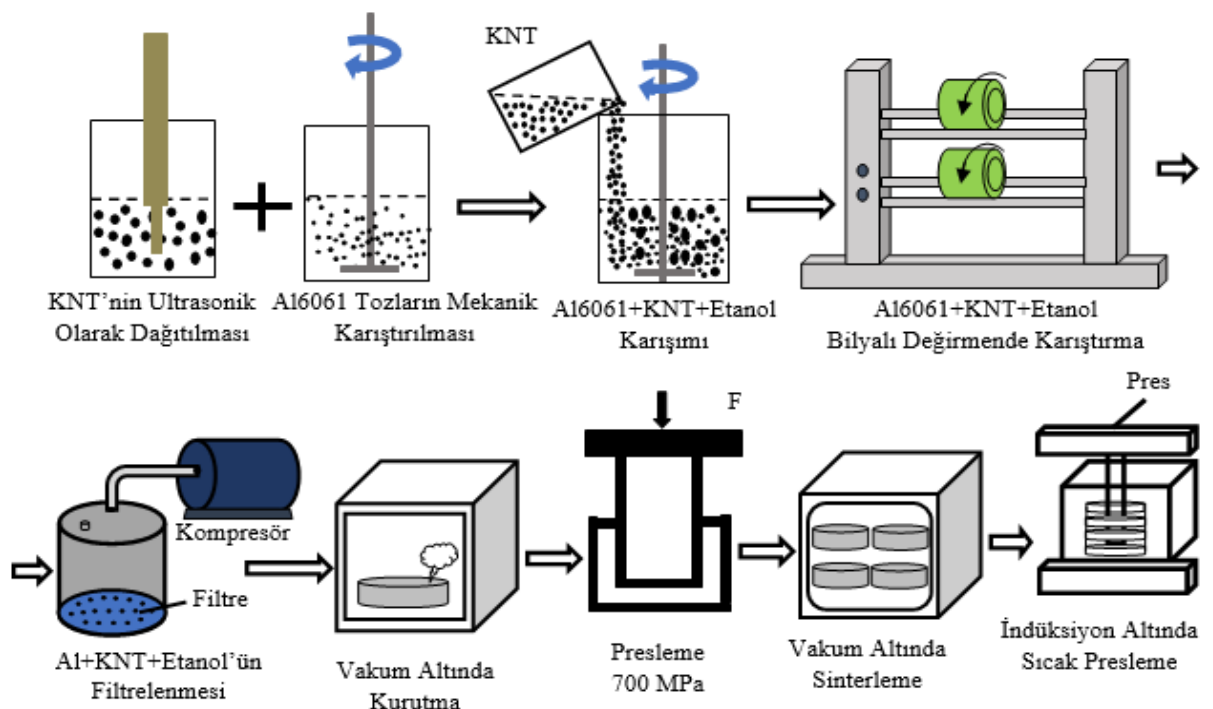 KNT
KNT’nin Ultrasonik
Olarak Dağıtılması
Al6061 Tozların Mekanik
Karıştırılması
Al6061+KNT+Etanol
Karışımı
Al6061+KNT+Etanol
Bilyalı Değirmende Karıştırma
Kompresör
Filtre
Al+KNT+Etanol’ün
Filtrelenmesi
Vakum Altında
Kurutma
F
Presleme
700 MPa
Vakum Altında
Sinterleme
Pres
İndüksiyon Altında
Sıcak Presleme